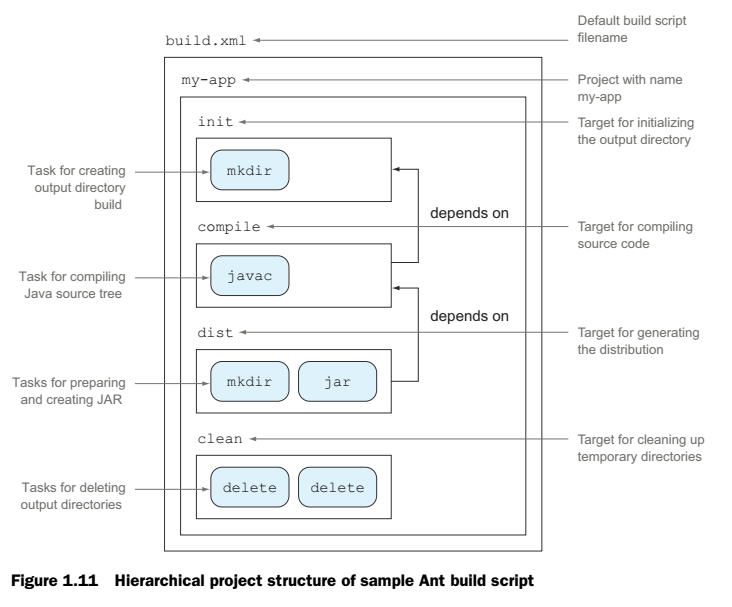 Default build script
filename
build.xml
my-app
Project with name
my-app
init
Target for initializing
the output directory
Task for creating
output directory
build
mkdir
depends on
compile
Target for compiling
source code
Task for compiling
Java source tree
javac
depends on
dist
Target for generating
the distribution
Tasks for preparing
and creating JAR
mkdir
jar
clean
Target for cleaning up
temporary directories
Tasks for deleting
output directories
delete
delete
Figure 1.11 Hierarchical project structure of sample Ant build script